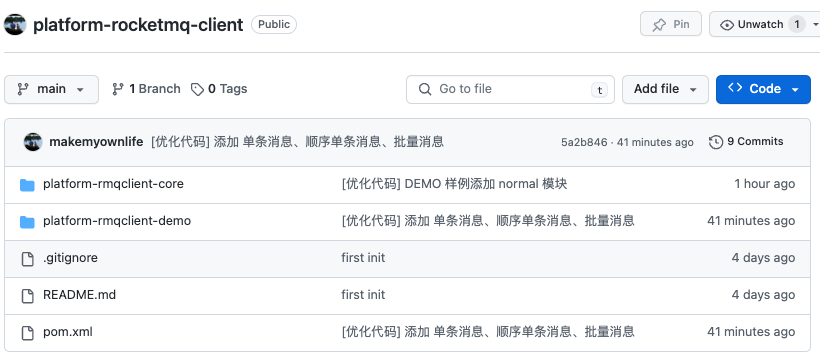 platform-rocketmq-client Public Pin Unwatch 1
main 1 Branch 0 Tags Go to file t Add file Code
makemyownlife [优化代码] 添加 单条消息、顺序单条消息、批量消息 5a2b846 · 41 minutes ago 9 Commits
platform-rmqclient-core [优化代码] DEMO 样例添加 normal 模块 1 hour ago
platform-rmqclient-demo [优化代码] 添加 单条消息、顺序单条消息、批量消息 41 minutes ago
.gitignore first init 4 days ago
README.md first init 4 days ago
pom.xml [优化代码] 添加 单条消息、顺序单条消息、批量消息 41 minutes ago